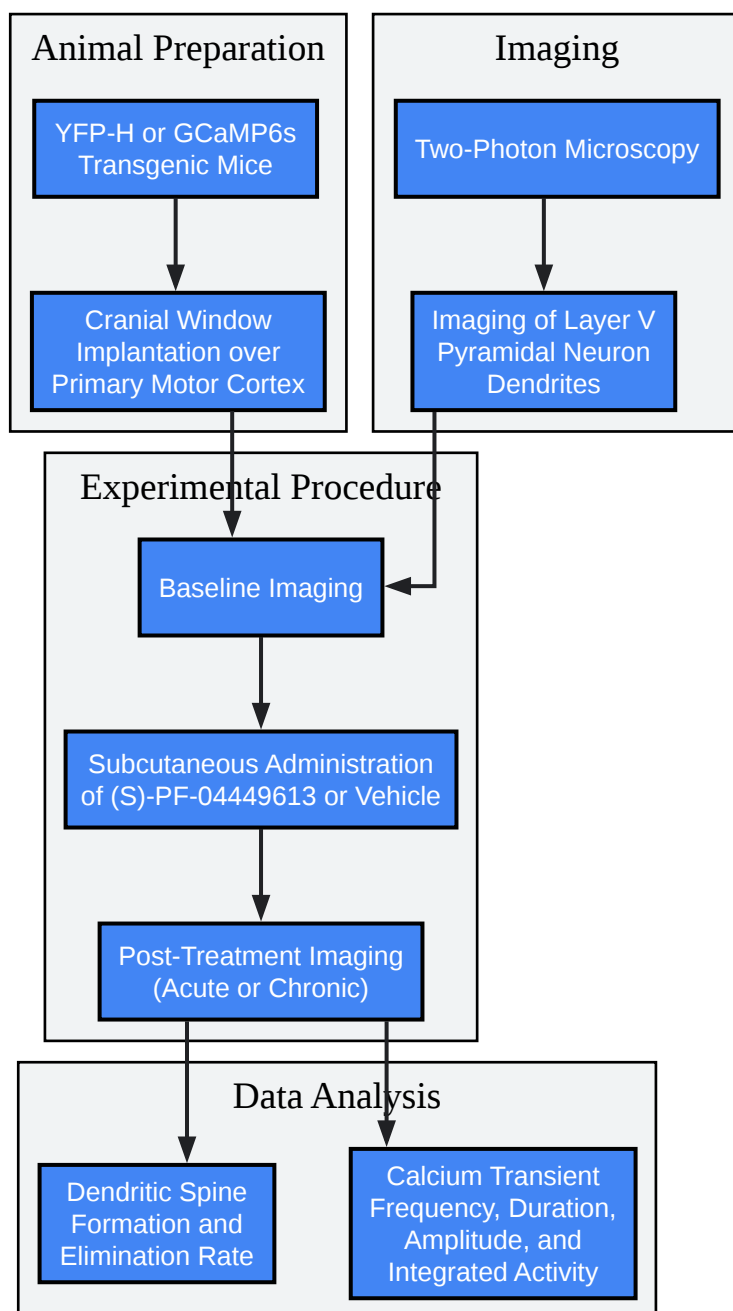 Animal Preparation
YFP-H or GCaMP6s
Transgenic Mice
Cranial Window
Implantation over
Primary Motor Cortex
Imaging
Two-Photon Microscopy
Imaging of Layer V
Pyramidal Neuron
Dendrites
Experimental Procedure
Baseline Imaging
Subcutaneous Administration
of (S)-PF-04449613 or Vehicle
Post-Treatment Imaging
(Acute or Chronic)
Data Analysis
Dendritic Spine
Formation and
Elimination Rate
Calcium Transient
Frequency, Duration,
Amplitude, and
Integrated Activity